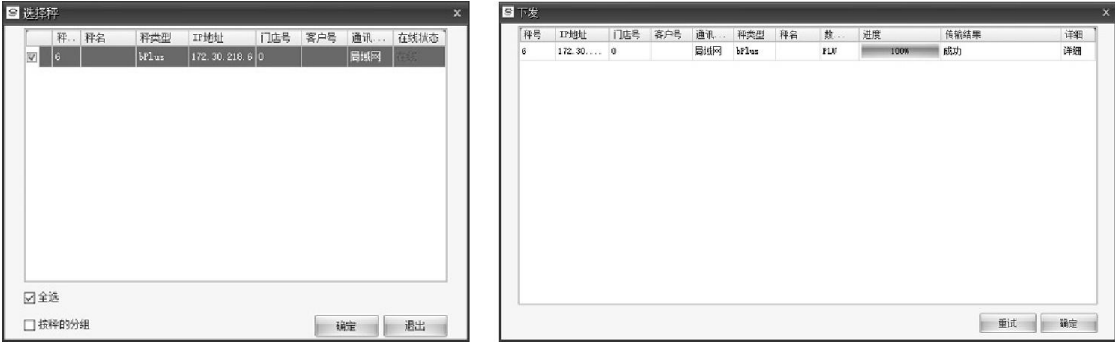 选择秤
秤... 秤名 秤类型 IP地址 门店号 客户号 通讯... 在线状态
6 bPlus 172.30.218.6 0 局域网 在线
全选
按秤的分组
确定 退出
下发
秤号 IP地址 门店号 客户号 通讯... 秤类型 秤名 数... 进度 传输结果 详细
6 172.30.... 0 局域网 bPlus PLU 100% 成功 详细
重试 确定